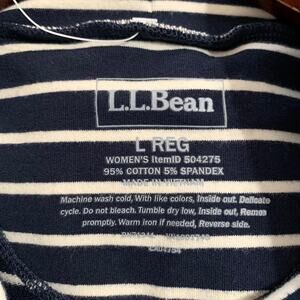 L.L.Bean
L REG
WOMEN'S ItemID 504275
95% COTTON 5% SPANDEX
MADE IN VIETNAM
Machine wash cold, With like colors, Inside out. Delicate
cycle. Do not bleach. Tumble dry low, Inside out, Remove
promptly. Warm iron if needed, Reverse side.